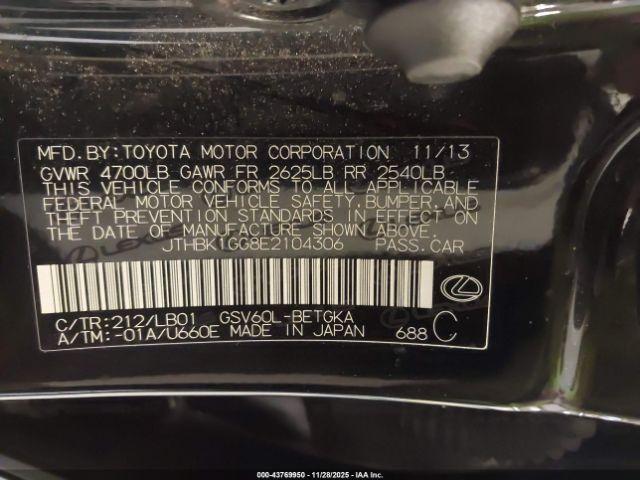 MFD.BY:TOYOTA MOTOR CORPORATION 11/13
GVWR 4700LB GAWR FR 2625LB RR 2540LB
THIS VEHICLE CONFORMS TO ALL APPLICABLE
FEDERAL MOTOR VEHICLE SAFETY,BUMPER,AND
THEFT PREVENTION STANDARDS IN EFFECT ON
THE DATE OF MANUFACTURE SHOWN ABOVE.
JTHBK1GG8E2104306 PASS.CAR
C/TR:212/LB01 GSV60L-BETGKA
A/TM:-01A/U660E MADE IN JAPAN 688 C
000-43769950 - 11/28/2025 - IAA Inc.